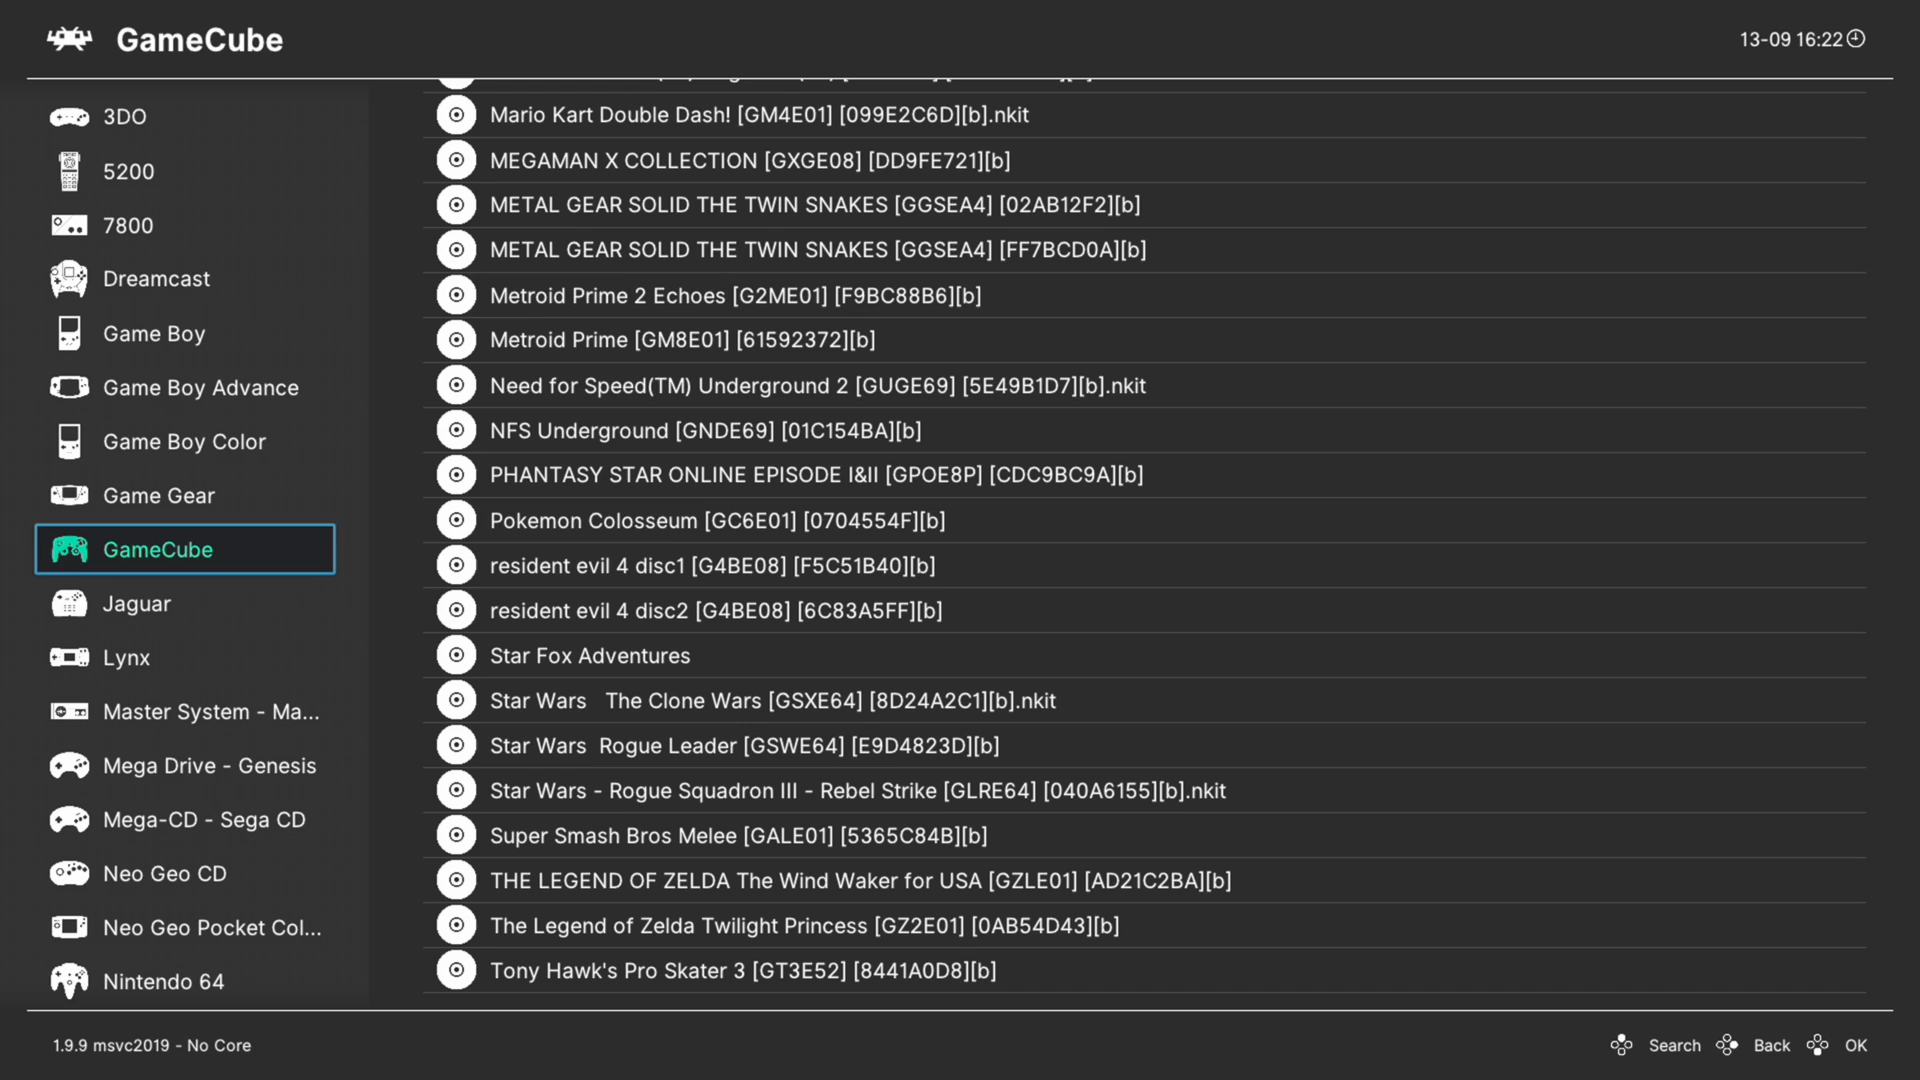 GameCube
13-09 16:22
3DO
5200
7800
Dreamcast
Game Boy
Game Boy Advance
Game Boy Color
Game Gear
GameCube
Jaguar
Lynx
Master System - Ma...
Mega Drive - Genesis
Mega-CD - Sega CD
Neo Geo CD
Neo Geo Pocket Col...
Nintendo 64
Mario Kart Double Dash! [GM4E01] [099E2C6D][b].nkit
MEGAMAN X COLLECTION [GXGE08] [DD9FE721][b]
METAL GEAR SOLID THE TWIN SNAKES [GGSEA4] [02AB12F2][b]
METAL GEAR SOLID THE TWIN SNAKES [GGSEA4] [FF7BCD0A][b]
Metroid Prime 2 Echoes [G2ME01] [F9BC88B6][b]
Metroid Prime [GM8E01] [61592372][b]
Need for Speed(TM) Underground 2 [GUGE69] [5E49B1D7][b].nkit
NFS Underground [GNDE69] [01C154BA][b]
PHANTASY STAR ONLINE EPISODE I&II [GPOE8P] [CDC9BC9A][b]
Pokemon Colosseum [GC6E01] [0704554F][b]
resident evil 4 disc1 [G4BE08] [F5C51B40][b]
resident evil 4 disc2 [G4BE08] [6C83A5FF][b]
Star Fox Adventures
Star Wars   The Clone Wars [GSXE64] [8D24A2C1][b].nkit
Star Wars  Rogue Leader [GSWE64] [E9D4823D][b]
Star Wars - Rogue Squadron III - Rebel Strike [GLRE64] [040A6155][b].nkit
Super Smash Bros Melee [GALE01] [5365C84B][b]
THE LEGEND OF ZELDA The Wind Waker for USA [GZLE01] [AD21C2BA][b]
The Legend of Zelda Twilight Princess [GZ2E01] [0AB54D43][b]
Tony Hawk's Pro Skater 3 [GT3E52] [8441A0D8][b]
1.9.9 msvc2019 - No Core
Search
Back
OK